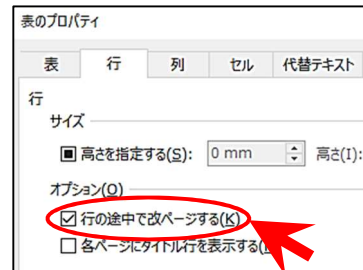 表のプロパティ
表 行 列 セル 代替テキスト
行
サイズ
高さを指定する(S): 0 mm 高さ(I):
オプション(O)
行の途中で改ページする(K)
各ページにタイトル行を表示する(